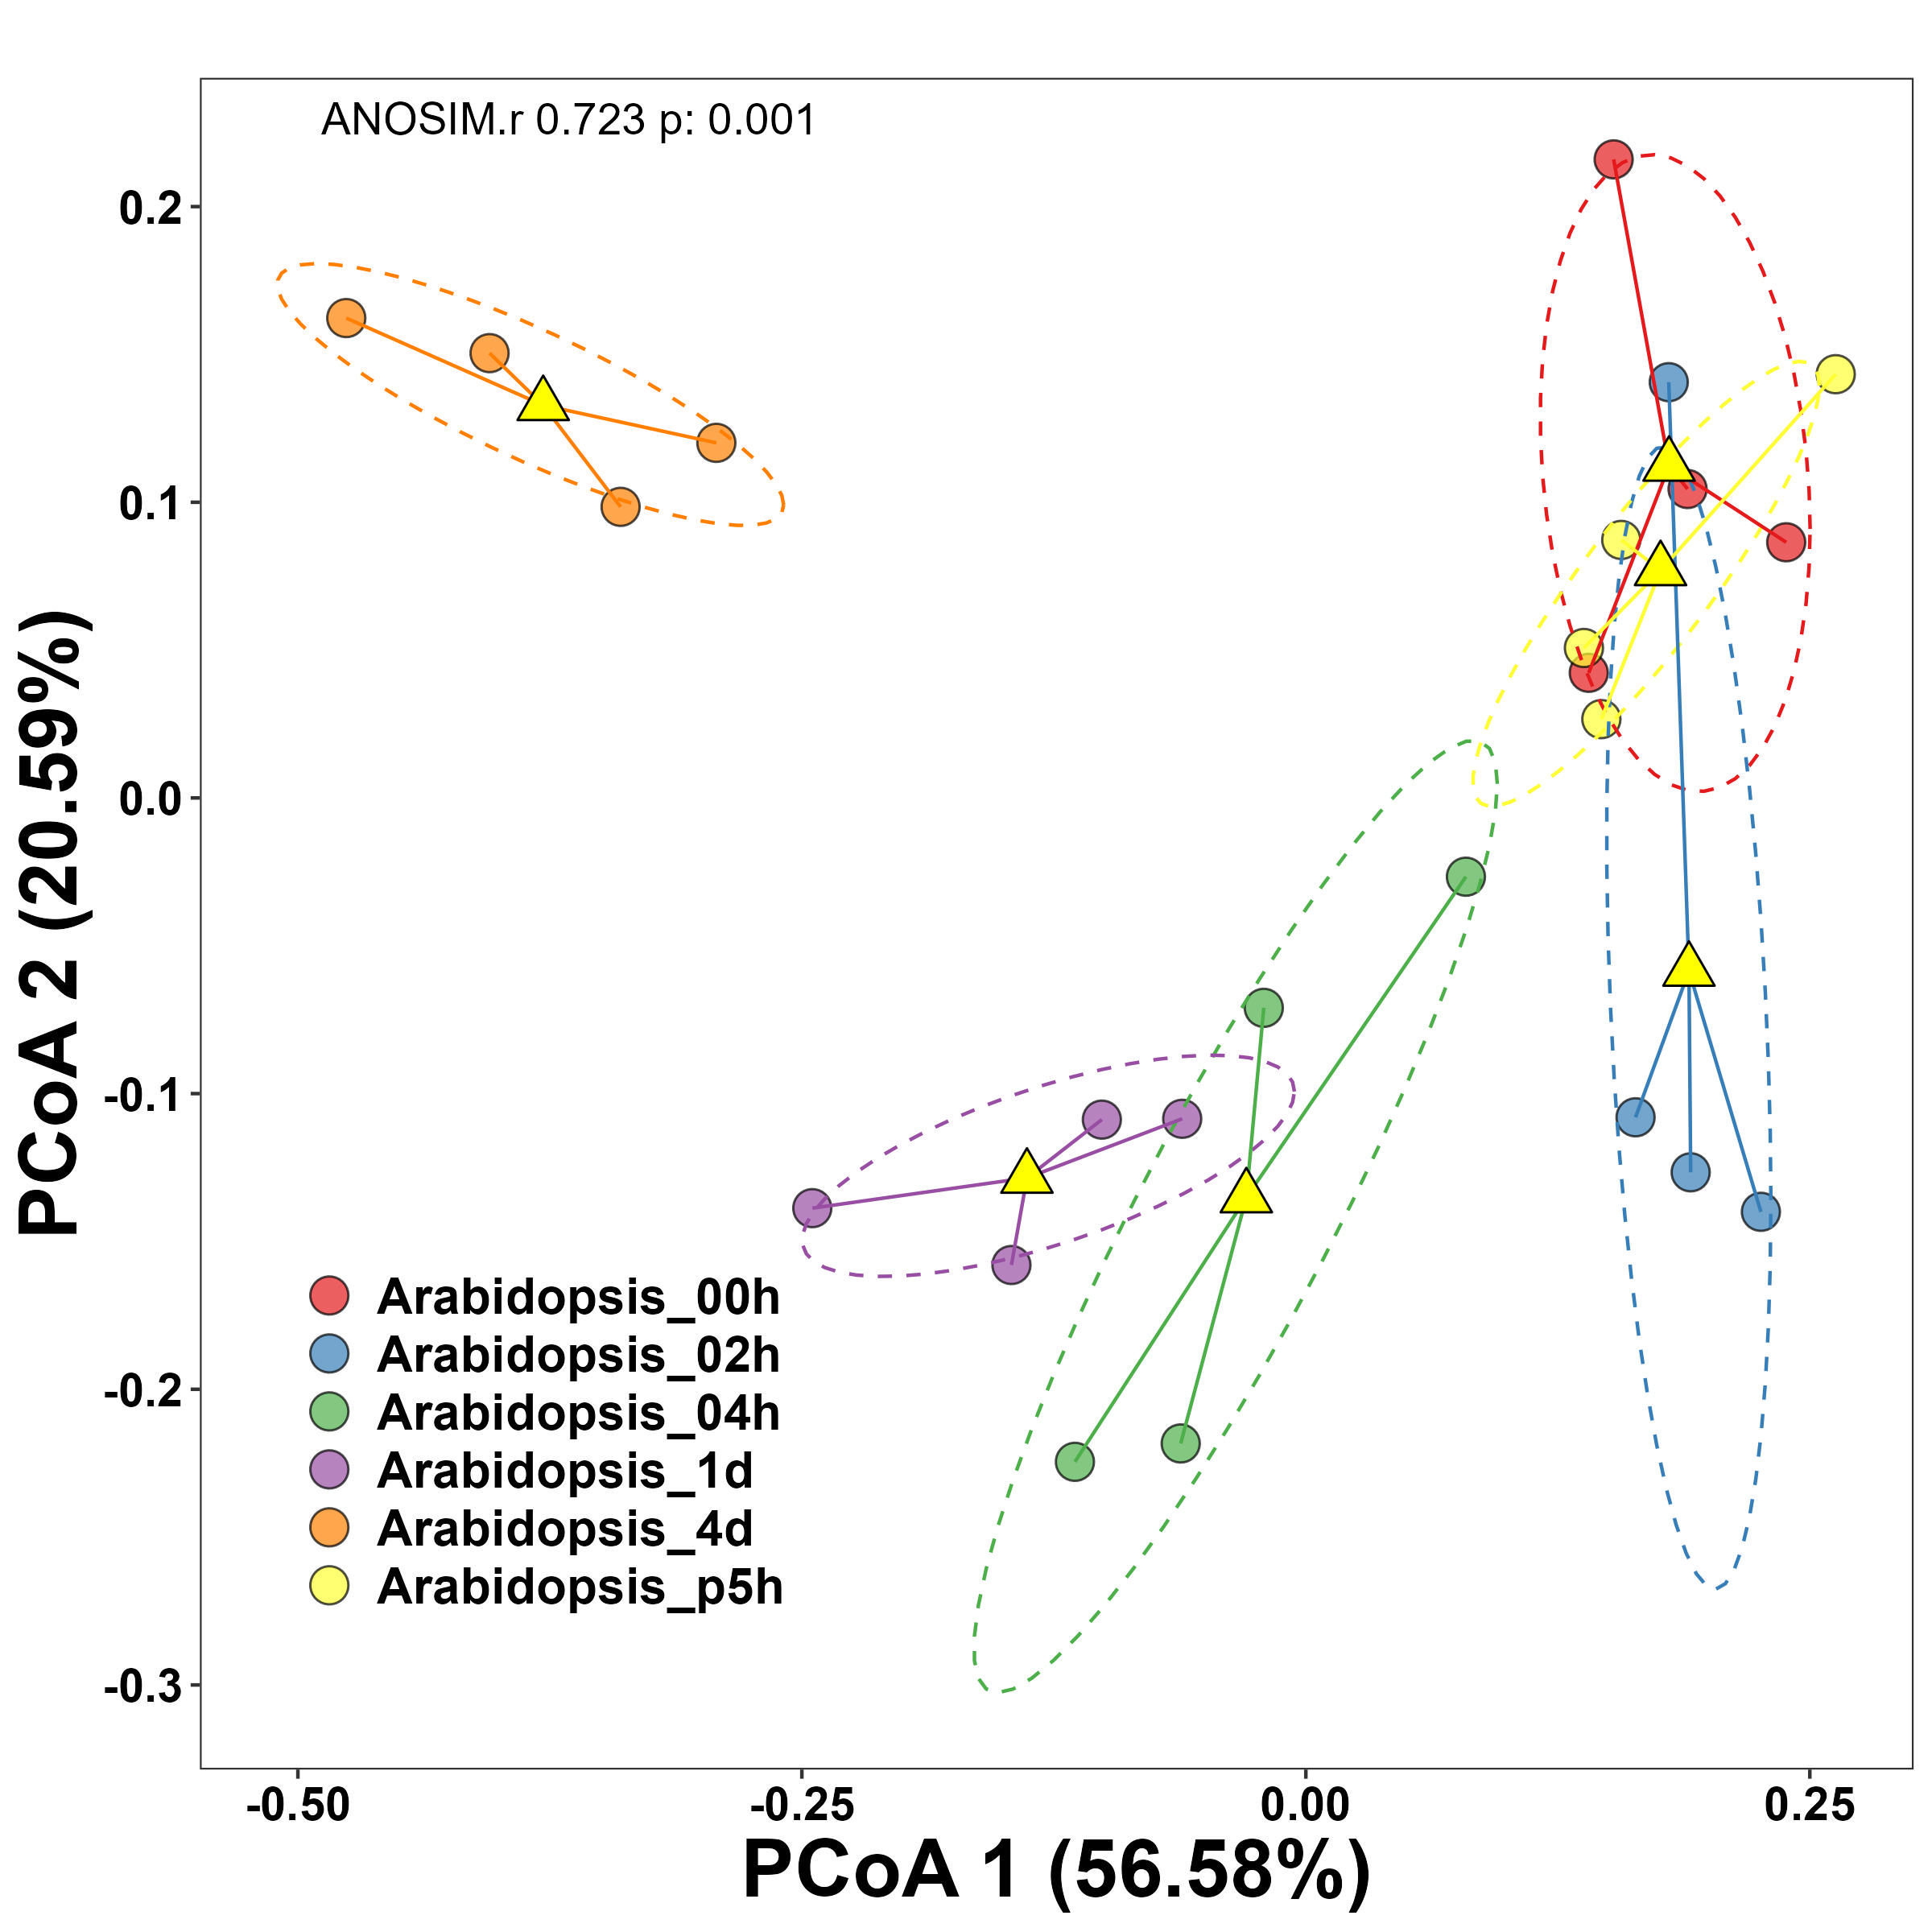 ANOSIM.r 0.723 p: 0.001
0.2
0.1
0.0
-0.1
-0.2
-0.3
PCoA 2 (20.59%)
Arabidopsis_00h
Arabidopsis_02h
Arabidopsis_04h
Arabidopsis_1d
Arabidopsis_4d
Arabidopsis_p5h
-0.50 -0.25 0.00 0.25
PCoA 1 (56.58%)